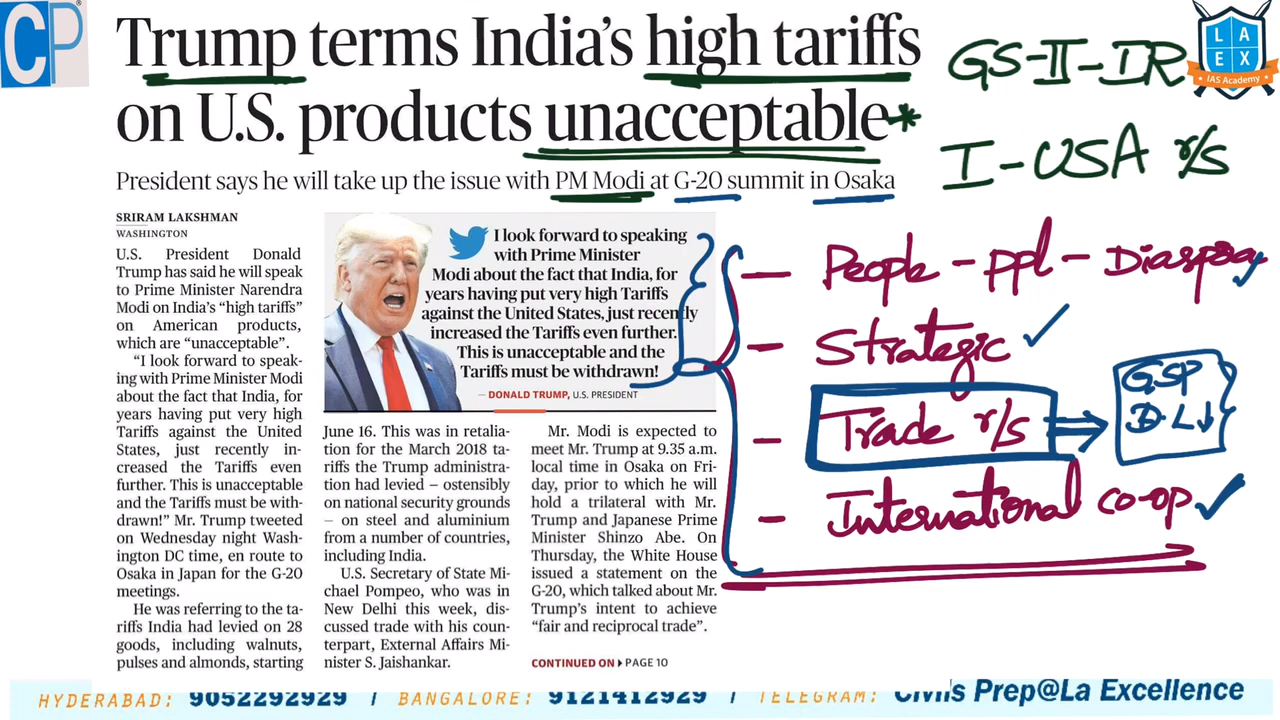 CP
Trump terms India's high tariffs
on U.S. products unacceptable*
President says he will take up the issue with PM Modi at G-20 summit in Osaka
SRIRAM LAKSHMAN
WASHINGTON
U.S. President Donald
Trump has said he will speak
to Prime Minister Narendra
Modi on India's "high tariffs"
on American products,
which are "unacceptable".
"I look forward to speak-
ing with Prime Minister Modi
about the fact that India, for
years having put very high
Tariffs against the United
States, just recently in-
creased the Tariffs even
further. This is unacceptable
and the Tariffs must be with-
drawn!" Mr. Trump tweeted
on Wednesday night Wash-
ington DC time, en route to
Osaka in Japan for the G-20
meetings.
He was referring to the ta-
riffs India had levied on 28
goods, including walnuts,
pulses and almonds, starting
I look forward to speaking
with Prime Minister
Modi about the fact that India, for
years having put very high Tariffs
against the United States, just recently
increased the Tariffs even further.
This is unacceptable and the
Tariffs must be withdrawn!
— DONALD TRUMP, U.S. PRESIDENT
June 16. This was in retalia-
tion for the March 2018 ta-
riffs the Trump administra-
tion had levied – ostensibly
on national security grounds
– on steel and aluminium
from a number of countries,
including India.
U.S. Secretary of State Mi-
chael Pompeo, who was in
New Delhi this week, dis-
cussed trade with his coun-
terpart, External Affairs Mi-
nister S. Jaishankar.
Mr. Modi is expected to
meet Mr. Trump at 9.35 a.m.
local time in Osaka on Fri-
day, prior to which he will
hold a trilateral with Mr.
Trump and Japanese Prime
Minister Shinzo Abe. On
Thursday, the White House
issued a statement on the
G-20, which talked about Mr.
Trump's intent to achieve
"fair and reciprocal trade".
CONTINUED ON PAGE 10
GS-II-IR
LA
EX
IAS Academy
I-USA r/s
- People - ppl - Diaspora
- Strategic
- Trade r/s
GSP
D.L↓
- International co-op
HYDERABAD: 9052292929 / BANGALORE: 9121412929 / TELEGRAM: Civils Prep@La Excellence